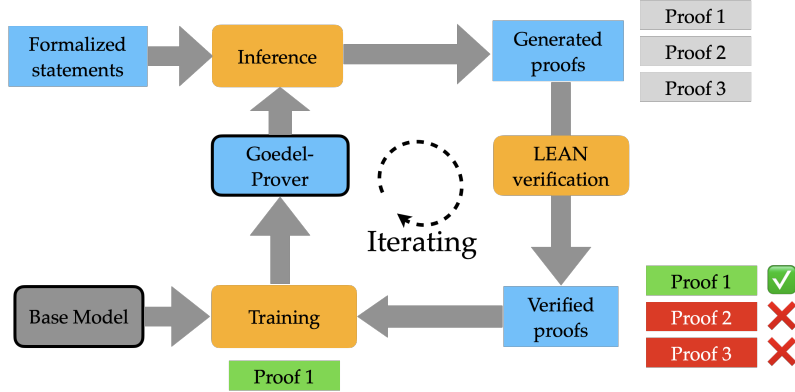 Formalized
statements
Inference
Generated
proofs
Proof 1
Proof 2
Proof 3
Goedel-
Prover
LEAN
verification
Iterating
Base Model
Training
Verified
proofs
Proof 1
Proof 2
Proof 3
Proof 1